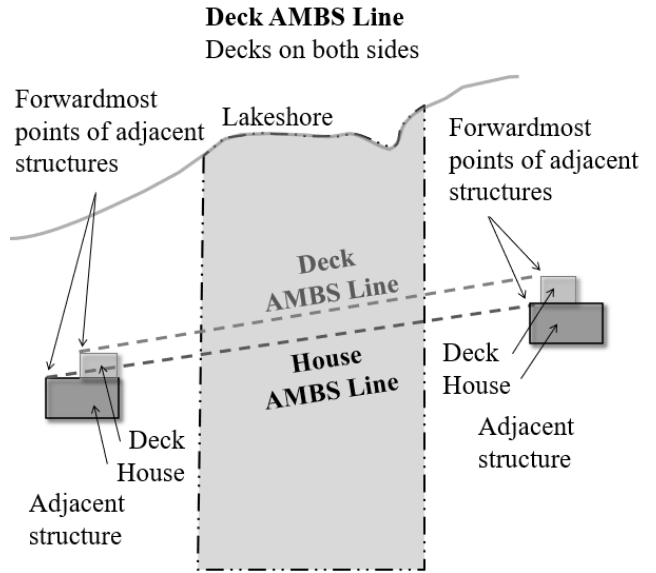 Deck AMBS Line
Decks on both sides
Forwardmost
points of adjacent
structures
Lakeshore
Forwardmost
points of adjacent
structures
Deck
AMBS Line
House
AMBS Line
Deck
House
Adjacent
structure
Deck
House
Adjacent
structure